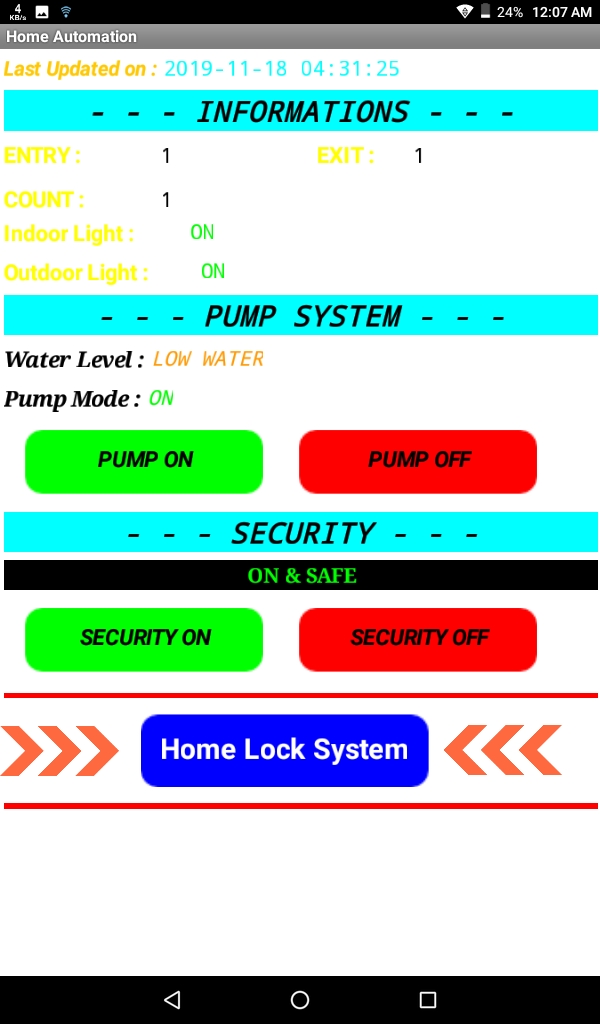 4 KB/s 24% 12:07 AM
Home Automation
Last Updated on : 2019-11-18 04:31:25
- - - INFORMATIONS - - -
ENTRY : 1 EXIT : 1
COUNT : 1
Indoor Light : ON
Outdoor Light : ON
- - - PUMP SYSTEM - - -
Water Level : LOW WATER
Pump Mode : ON
PUMP ON PUMP OFF
- - - SECURITY - - -
ON & SAFE
SECURITY ON SECURITY OFF
Home Lock System